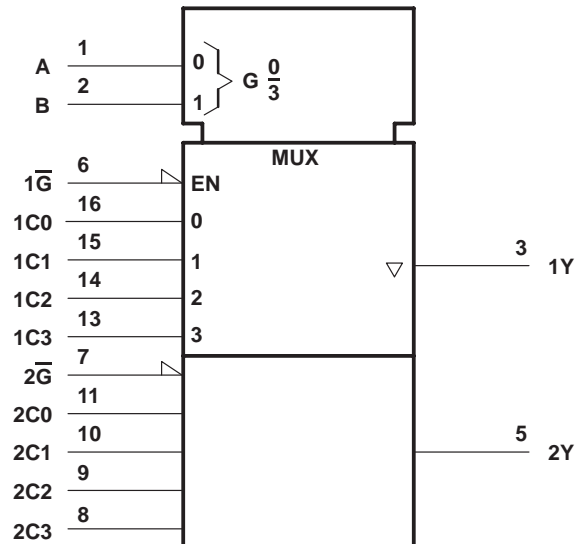 A 1 0
G 0/3
B 2 1
MUX
1G̅ 6 EN
1C0 16 0
1C1 15 1
3 1Y
1C2 14 2
1C3 13 3
2G̅ 7
2C0 11
2C1 10
5 2Y
2C2 9
2C3 8